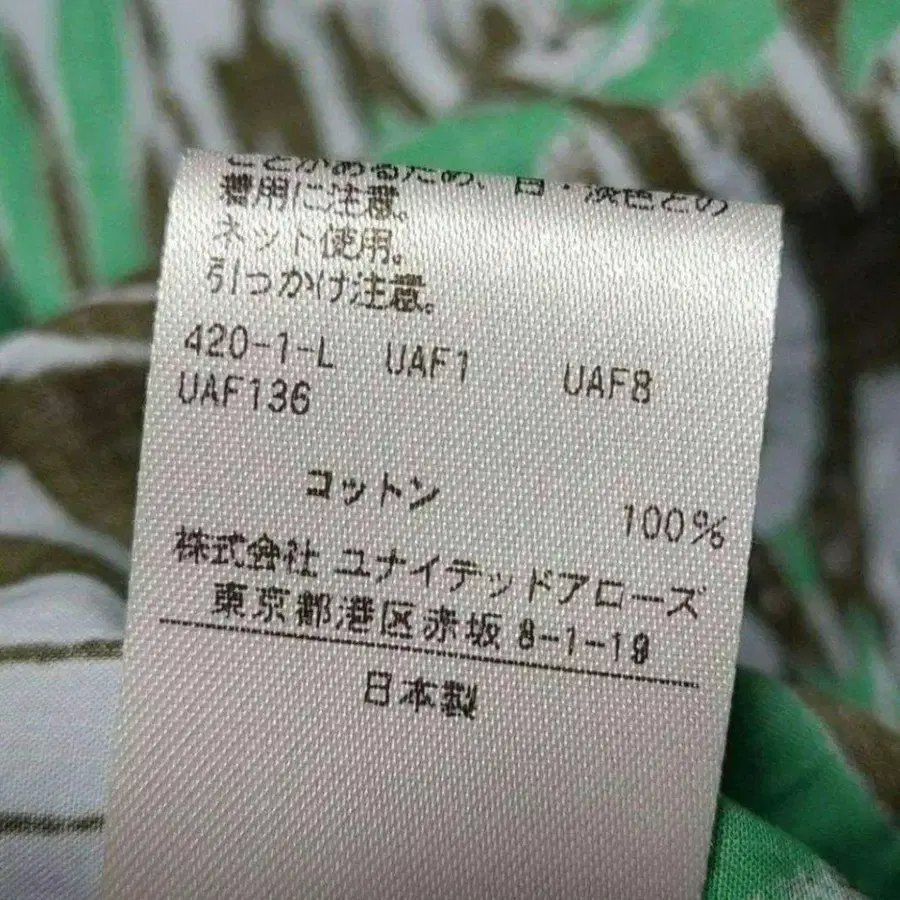 ことがあるため、白・淡色との
着用に注意。
ネット使用。
引っかけ注意。
420-1-L UAF1 UAF8
UAF136
コットン 100%
株式会社 ユナイテッドアローズ
東京都港区赤坂 8-1-19
日本製